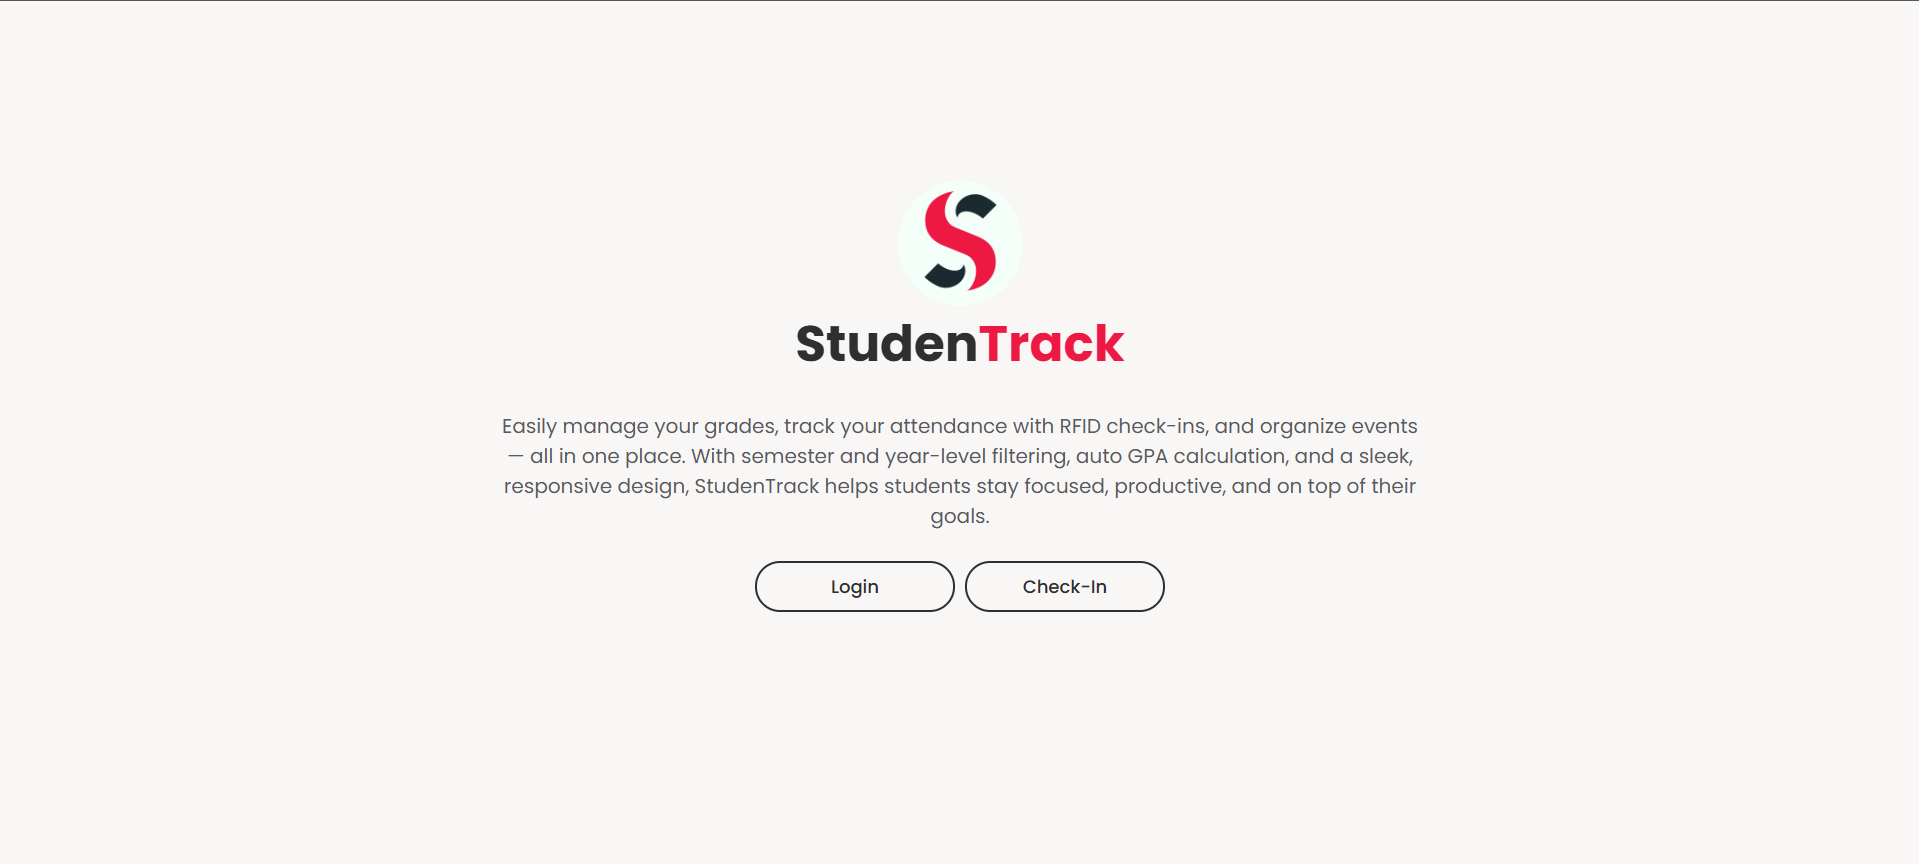 S
StudenTrack
Easily manage your grades, track your attendance with RFID check-ins, and organize events
— all in one place. With semester and year-level filtering, auto GPA calculation, and a sleek,
responsive design, StudenTrack helps students stay focused, productive, and on top of their
goals.
Login
Check-In